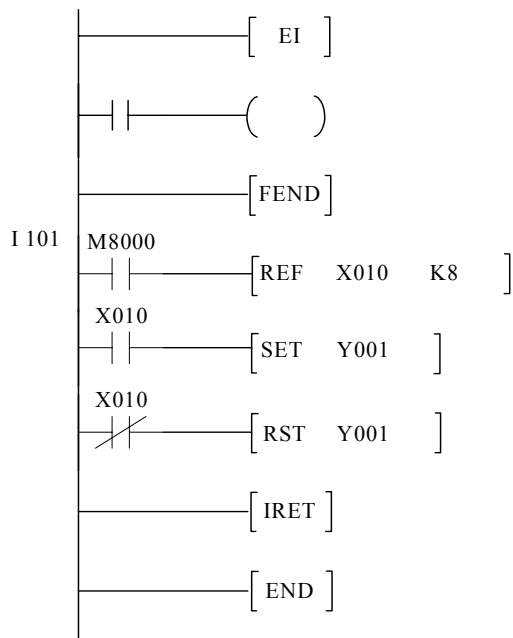 EI
FEND
I 101
M8000
REF X010 K8
X010
SET Y001
X010
RST Y001
IRET
END